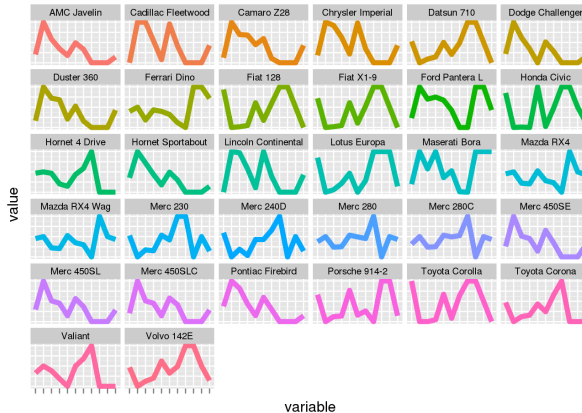 AMC Javelin Cadillac Fleetwood Camaro Z28 Chrysler Imperial Datsun 710 Dodge Challenger
Duster 360 Ferrari Dino Fiat 128 Fiat X1-9 Ford Pantera L Honda Civic
Hornet 4 Drive Hornet Sportabout Lincoln Continental Lotus Europa Maserati Bora Mazda RX4
value
Mazda RX4 Wag Merc 230 Merc 240D Merc 280 Merc 280C Merc 450SE
Merc 450SL Merc 450SLC Pontiac Firebird Porsche 914-2 Toyota Corolla Toyota Corona
Valiant Volvo 142E
variable